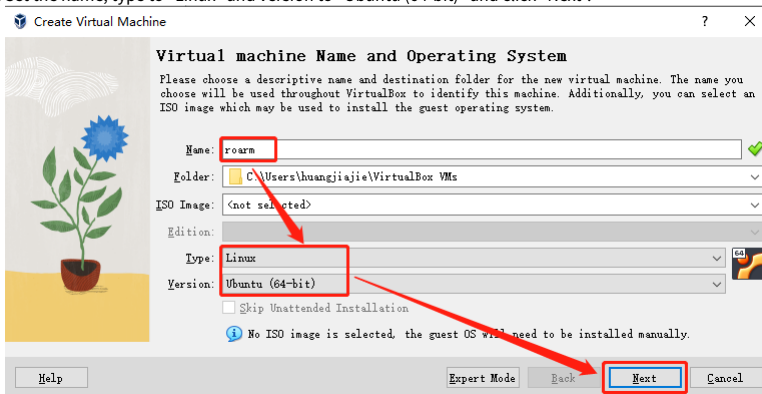 Create Virtual Machine
? ×
Virtual machine Name and Operating System
Please choose a descriptive name and destination folder for the new virtual machine. The name you
choose will be used throughout VirtualBox to identify this machine. Additionally, you can select an
ISO image which may be used to install the guest operating system.
Name: roarm
Folder: C:\Users\huangjiajie\VirtualBox VMs
ISO Image: <not selected>
Edition:
Type: Linux
64
Version: Ubuntu (64-bit)
Skip Unattended Installation
No ISO image is selected, the guest OS will need to be installed manually.
Help Expert Mode Back Next Cancel